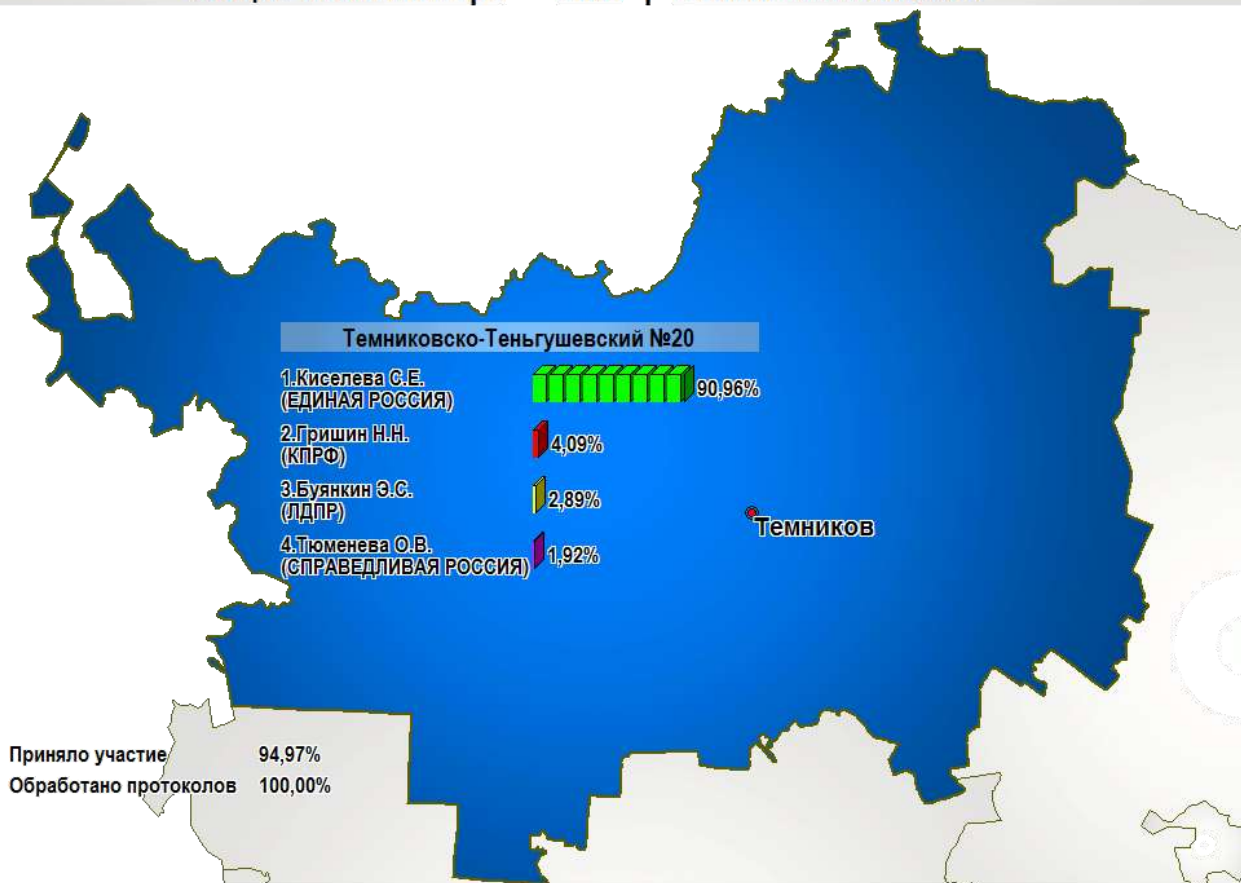 Темниковско-Теньгушевский №20
1.Киселева С.Е.
(ЕДИНАЯ РОССИЯ)
90,96%
2.Гришин Н.Н.
(КПРФ)
4,09%
3.Буянкин Э.С.
(ЛДПР)
2,89%
4.Тюменева О.В.
(СПРАВЕДЛИВАЯ РОССИЯ)
1,92%
Темников
Приняло участие 94,97%
Обработано протоколов 100,00%